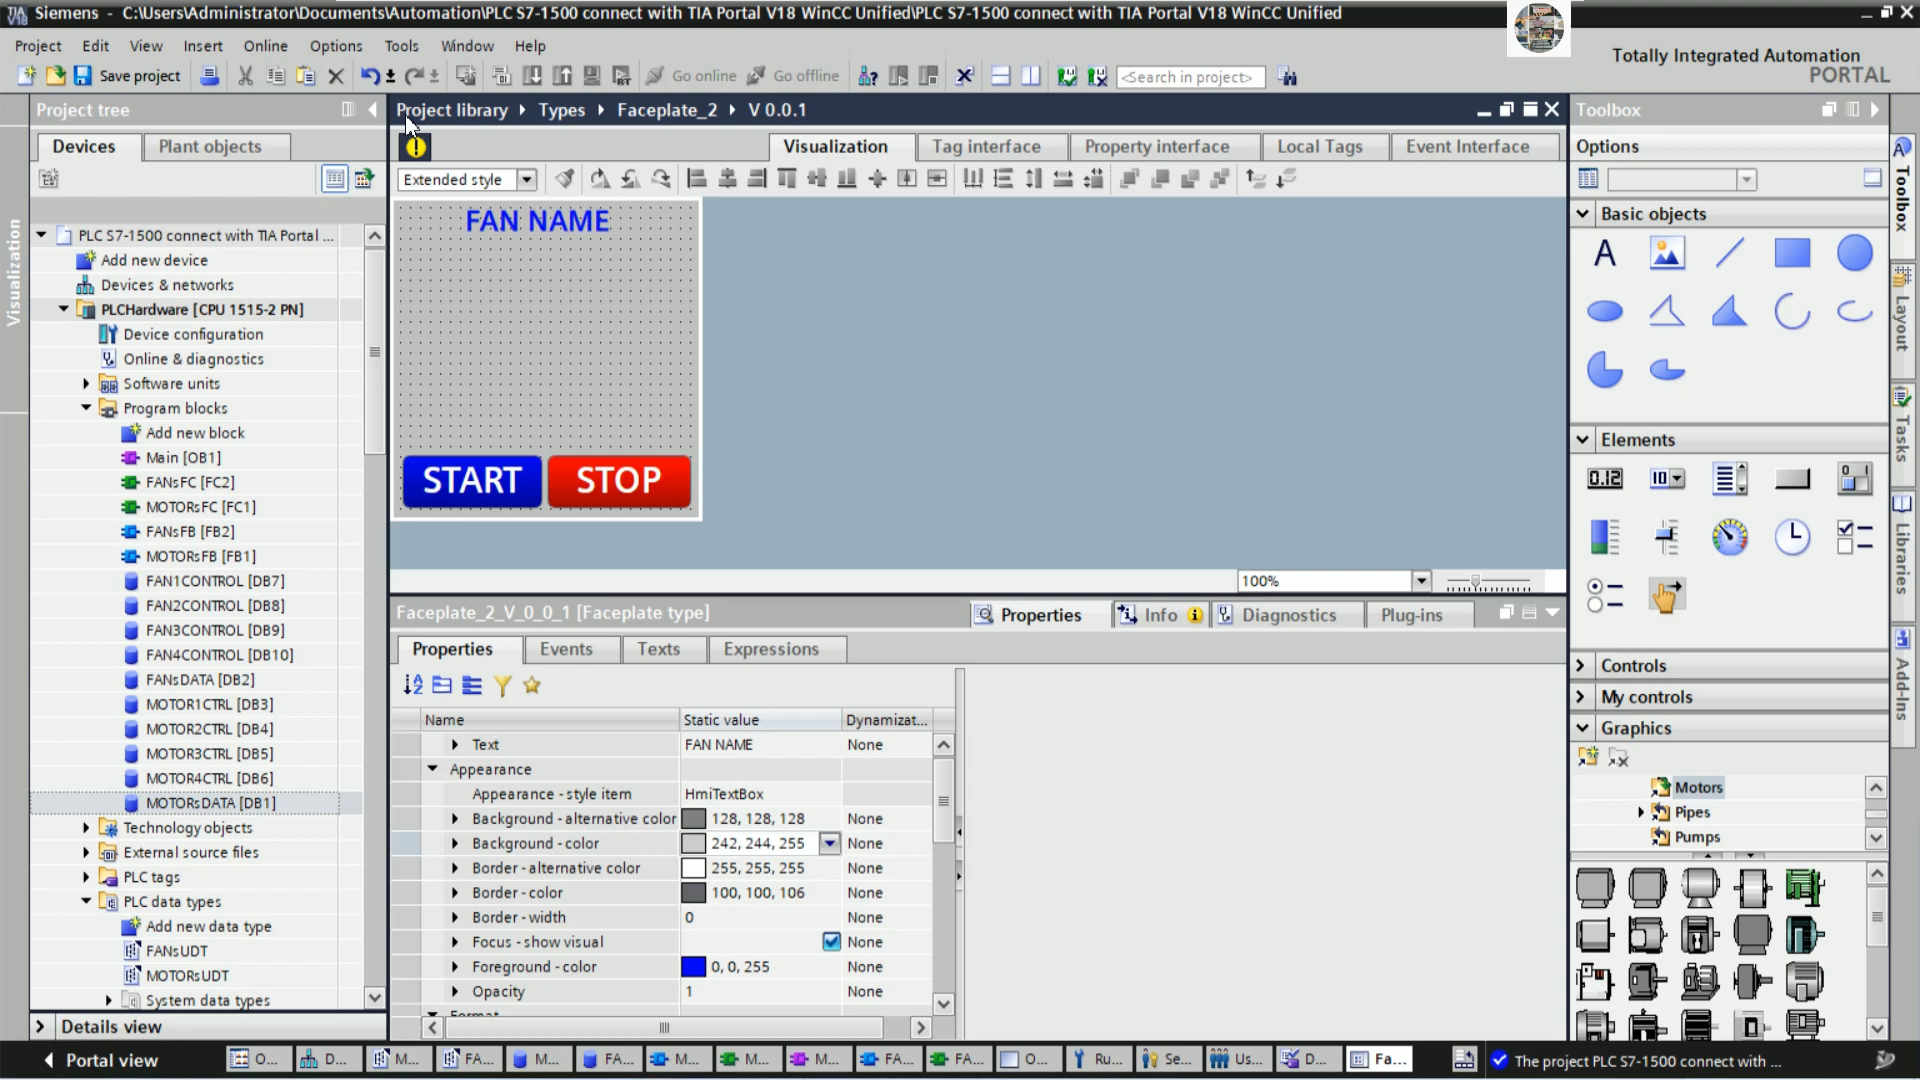 Siemens - C:\Users\Administrator\Documents\Automation\PLC S7-1500 connect with TIA Portal V18 WinCC Unified\PLC S7-1500 connect with TIA Portal V18 WinCC Unified
Project Edit View Insert Online Options Tools Window Help
Totally Integrated Automation
PORTAL
Save project
Go online
Go offline
<Search in project>
Project tree
Devices
Plant objects
Visualization
PLC S7-1500 connect with TIA Portal ...
Add new device
Devices & networks
PLCHardware [CPU 1515-2 PN]
Device configuration
Online & diagnostics
Software units
Program blocks
Add new block
Main [OB1]
FANsFC [FC2]
MOTORsFC [FC1]
FANsFB [FB2]
MOTORsFB [FB1]
FAN1CONTROL [DB7]
FAN2CONTROL [DB8]
FAN3CONTROL [DB9]
FAN4CONTROL [DB10]
FANsDATA [DB2]
MOTOR1CTRL [DB3]
MOTOR2CTRL [DB4]
MOTOR3CTRL [DB5]
MOTOR4CTRL [DB6]
MOTORsDATA [DB1]
Technology objects
External source files
PLC tags
PLC data types
Add new data type
FANsUDT
MOTORsUDT
System data types
Details view
Project library Types Faceplate_2 V 0.0.1
Visualization
Tag interface
Property interface
Local Tags
Event Interface
Extended style
FAN NAME
START
STOP
100%
Faceplate_2_V_0_0_1 [Faceplate type]
Properties
Info
Diagnostics
Plug-ins
Properties
Events
Texts
Expressions
Name Static value Dynamizat...
Text FAN NAME None
Appearance
Appearance - style item HmiTextBox
Background - alternative color 128, 128, 128 None
Background - color 242, 244, 255 None
Border - alternative color 255, 255, 255 None
Border - color 100, 100, 106 None
Border - width 0 None
Focus - show visual None
Foreground - color 0, 0, 255 None
Opacity 1 None
Format
Toolbox
Options
Basic objects
A
Elements
0.12
10
Controls
My controls
Graphics
Motors
Pipes
Pumps
Toolbox
Layout
Tasks
Libraries
Add-Ins
Portal view
O...
D...
M...
FA...
M...
FA...
M...
M...
M...
FA...
FA...
O...
Ru...
Se...
Us...
D...
Fa...
The project PLC S7-1500 connect with ...